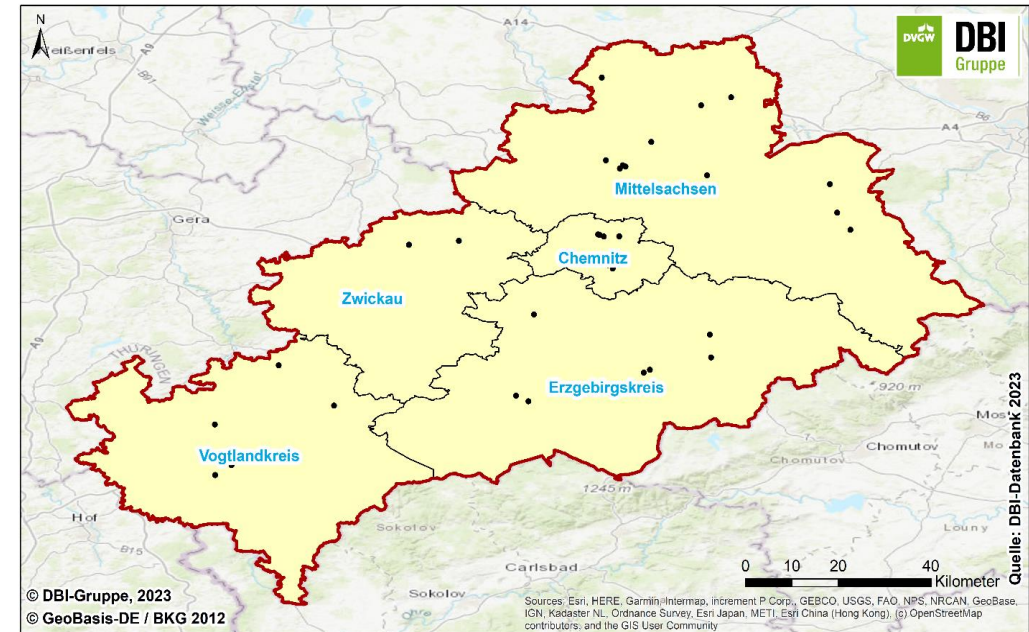 N
A14
DVGW
DBI
Gruppe
A9
B91
Weisse-Elster
B6
A4
Mittelsachsen
Gera
Chemnitz
Zwickau
A9
THÜRINGEN
Erzgebirgskreis
920 m
Chomutov
Chomutov
Vogtlandkreis
1245 m
Hof
B15
Sokolov
Louny
Carlsbad
Sokolov
0 10 20 40
Kilometer
Quelle: DBI-Datenbank 2023
© DBI-Gruppe, 2023
© GeoBasis-DE / BKG 2012
Sources: Esri, HERE, Garmin, Intermap, increment P Corp., GEBCO, USGS, FAO, NPS, NRCAN, GeoBase,
IGN, Kadaster NL, Ordnance Survey, Esri Japan, METI, Esri China (Hong Kong), (c) OpenStreetMap
contributors, and the GIS User Community